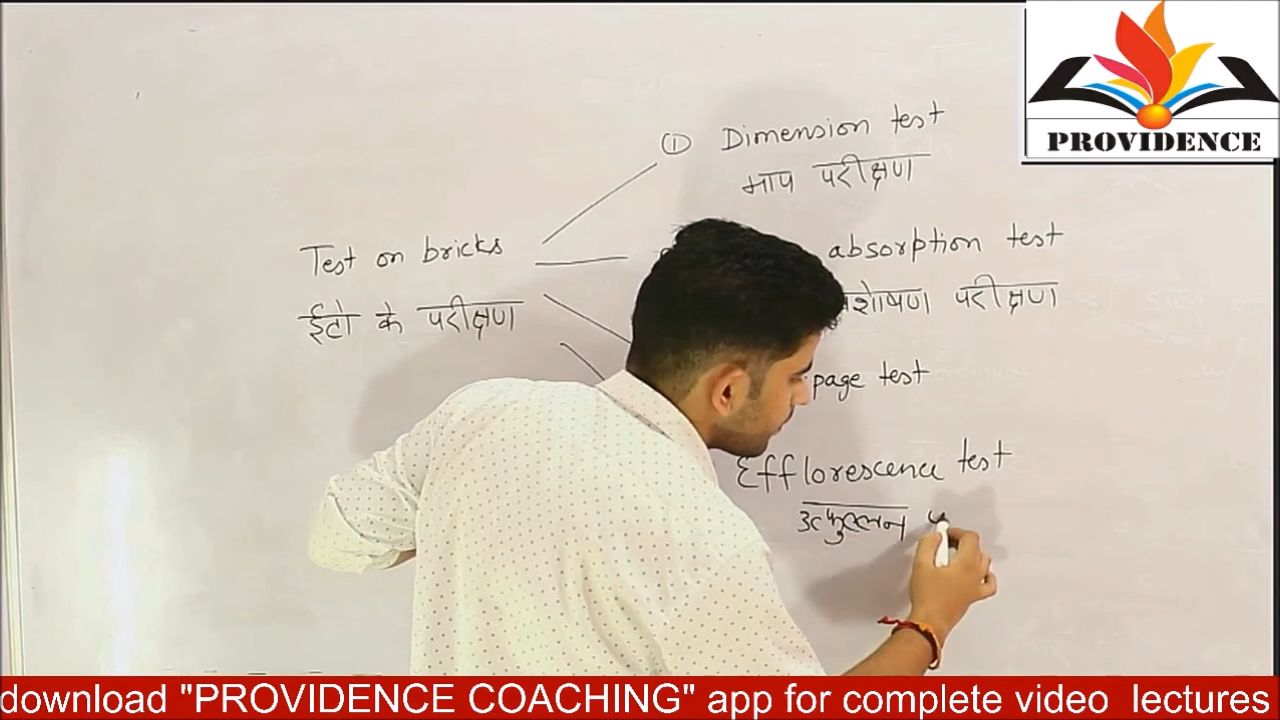 PROVIDENCE
① Dimension test
माप परीक्षण
Test on bricks
ईटो के परीक्षण
absorption test
शोषण परीक्षण
page test
Efflorescence test
उत्फुल्लन प
download "PROVIDENCE COACHING" app for complete video lectures